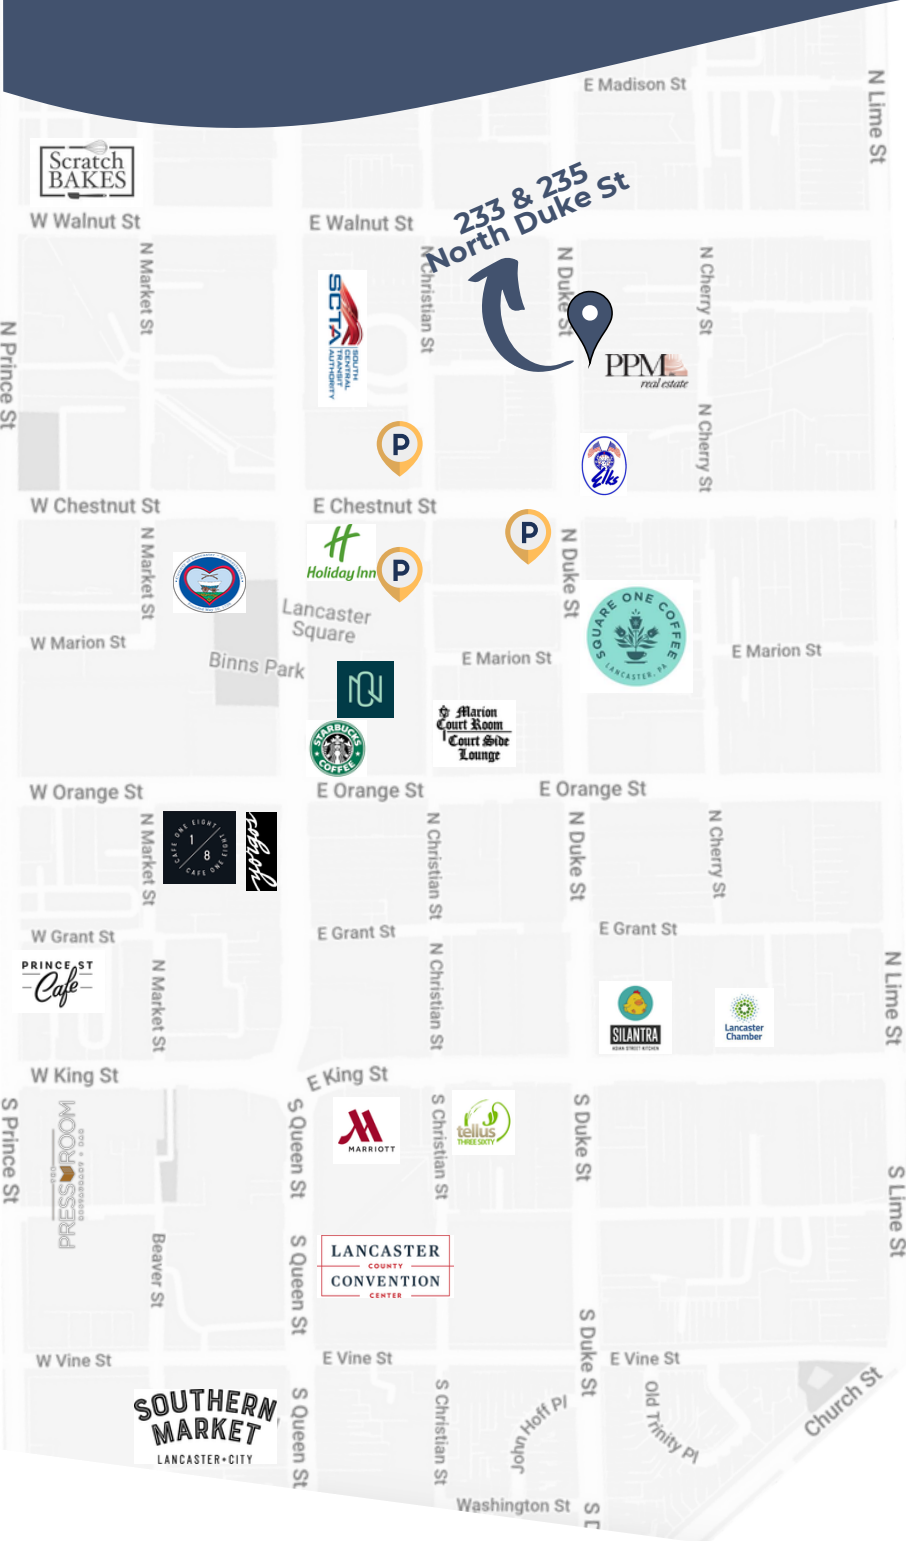 E Madison St
N Lime St
Scratch
BAKES
W Walnut St
E Walnut St
233 & 235
North Duke St
N Market St
N Christian St
N Duke St
N Cherry St
SCTA
SOUTH
CENTRAL
TRANSIT
AUTHORITY
N Prince St
PPM
real estate
N Cherry St
P
Elks
W Chestnut St
E Chestnut St
P
N Market St
Holiday Inn
P
N Duke St
Lancaster
Square
SQUARE ONE COFFEE
LANCASTER, PA
W Marion St
Binns Park
E Marion St
E Marion St
Marion
Court Room
Court Side
Lounge
STARBUCKS
COFFEE
W Orange St
E Orange St
E Orange St
N Market St
CAFE ONE EIGHT
1
8
CAFE ONE EIGHT
N Christian St
N Duke St
N Cherry St
W Grant St
E Grant St
E Grant St
PRINCE ST
Cafe
N Market St
N Christian St
N Lime St
SILANTRA
ASIAN STREET KITCHEN
Lancaster
Chamber
W King St
E King St
S Prince St
THE
PRESS ROOM
S Queen St
MARRIOTT
S Christian St
tellus
THREE SIXTY
S Duke St
S Lime St
Beaver St
S Queen St
LANCASTER
COUNTY
CONVENTION
CENTER
S Duke St
W Vine St
E Vine St
E Vine St
SOUTHERN
MARKET
LANCASTER•CITY
S Queen St
S Christian St
John Hoff Pl
Old Trinity Pl
Church St
Washington St
S D